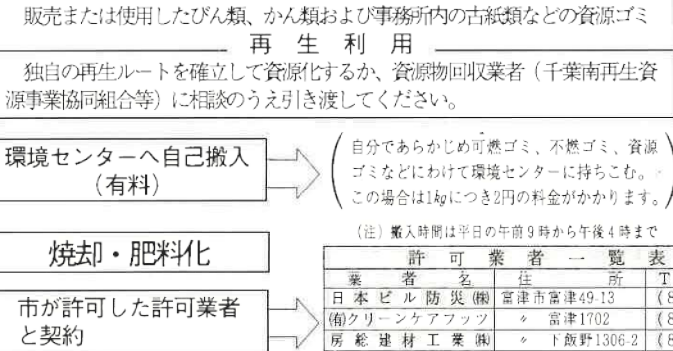 販売または使用したびん類、かん類および事務所内の古紙類などの資源ゴミ
再生利用
独自の再生ルートを確立して資源化するか、資源物回収業者（千葉南再生資
源事業協同組合等）に相談のうえ引き渡してください。
環境センターへ自己搬入
（有料）
自分であらかじめ可燃ゴミ、不燃ゴミ、資源
ゴミなどにわけて環境センターに持ちこむ。
この場合は1kgにつき2円の料金がかかります。
（注）搬入時間は平日の午前9時から午後4時まで
焼却・肥料化
市が許可した許可業者
と契約
許可業者一覧表
業者名 住所 T
日本ビル防災㈱ 富津市富津49-13 (8
㈲クリーンケアフッツ 〃 富津1702 (8
房総建材工業㈱ 〃 下飯野1306-2 (8